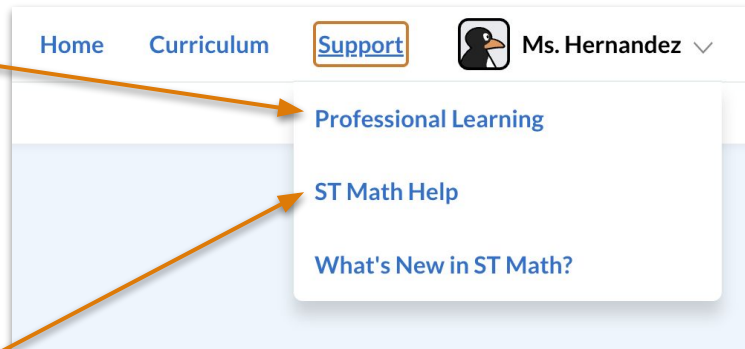 Home Curriculum Support Ms. Hernandez
Professional Learning
ST Math Help
What's New in ST Math?